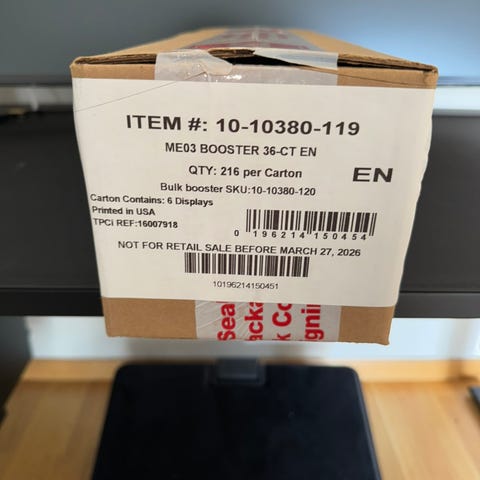 ITEM #: 10-10380-119
ME03 BOOSTER 36-CT EN
QTY: 216 per Carton
EN
Bulk booster SKU:10-10380-120
Carton Contains: 6 Displays
Printed in USA
TPCi REF:16007918
0 196214 150454
NOT FOR RETAIL SALE BEFORE MARCH 27, 2026
10196214150451
Seal